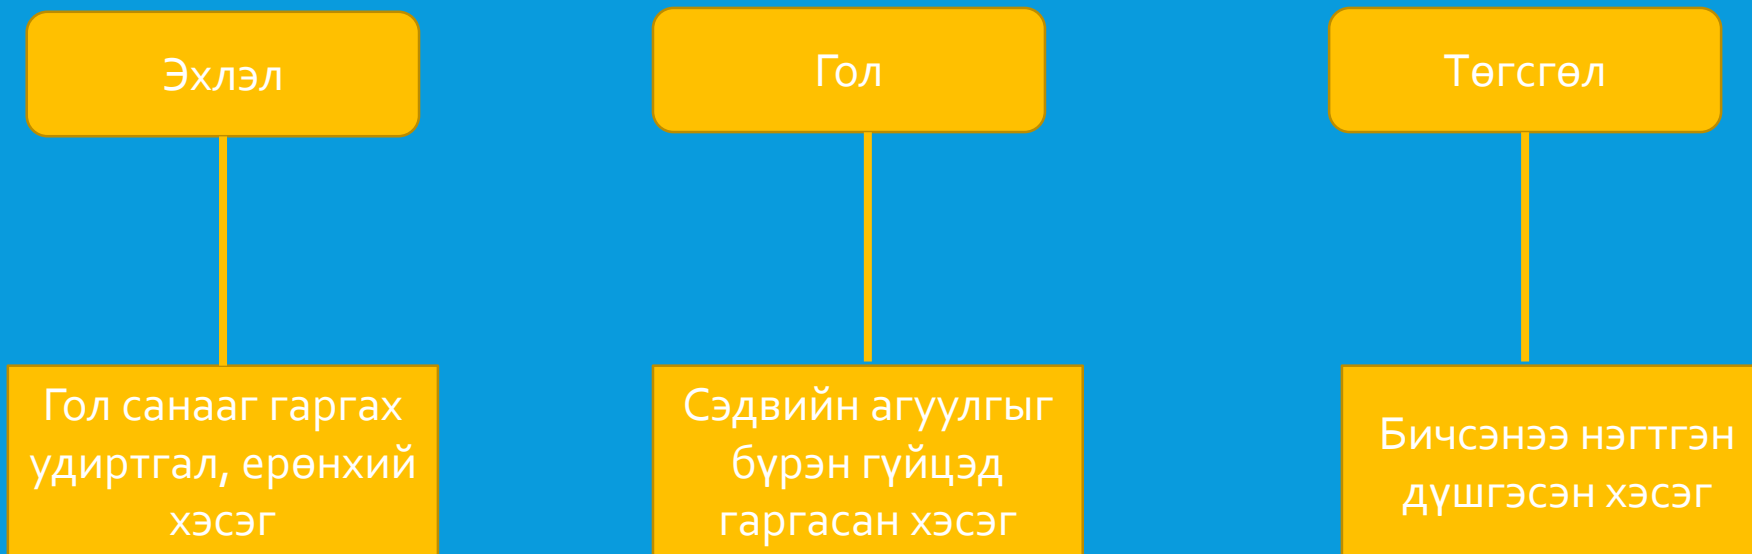 Эхлэл
Гол
Төгсгөл
Гол санааг гаргах
удиртгал, ерөнхий
хэсэг
Сэдвийн агуулгыг
бүрэн гүйцэд
гаргасан хэсэг
Бичсэнээ нэгтгэн
дүшгэсэн хэсэг